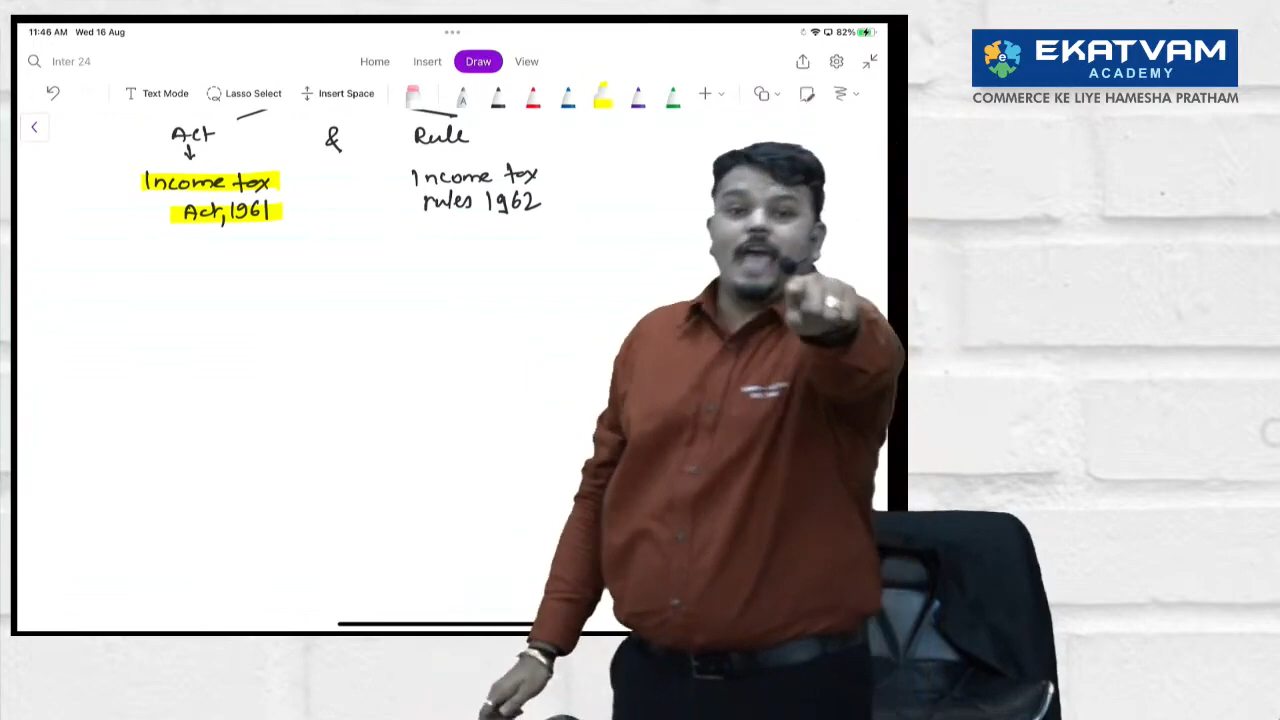 11:46 AM Wed 16 Aug
82%
Inter 24
Home Insert Draw View
Text Mode Lasso Select Insert Space
Act & Rule
Income tax
Act, 1961
Income tax
rules 1962
EKATVAM
ACADEMY
COMMERCE KE LIYE HAMESHA PRATHAM